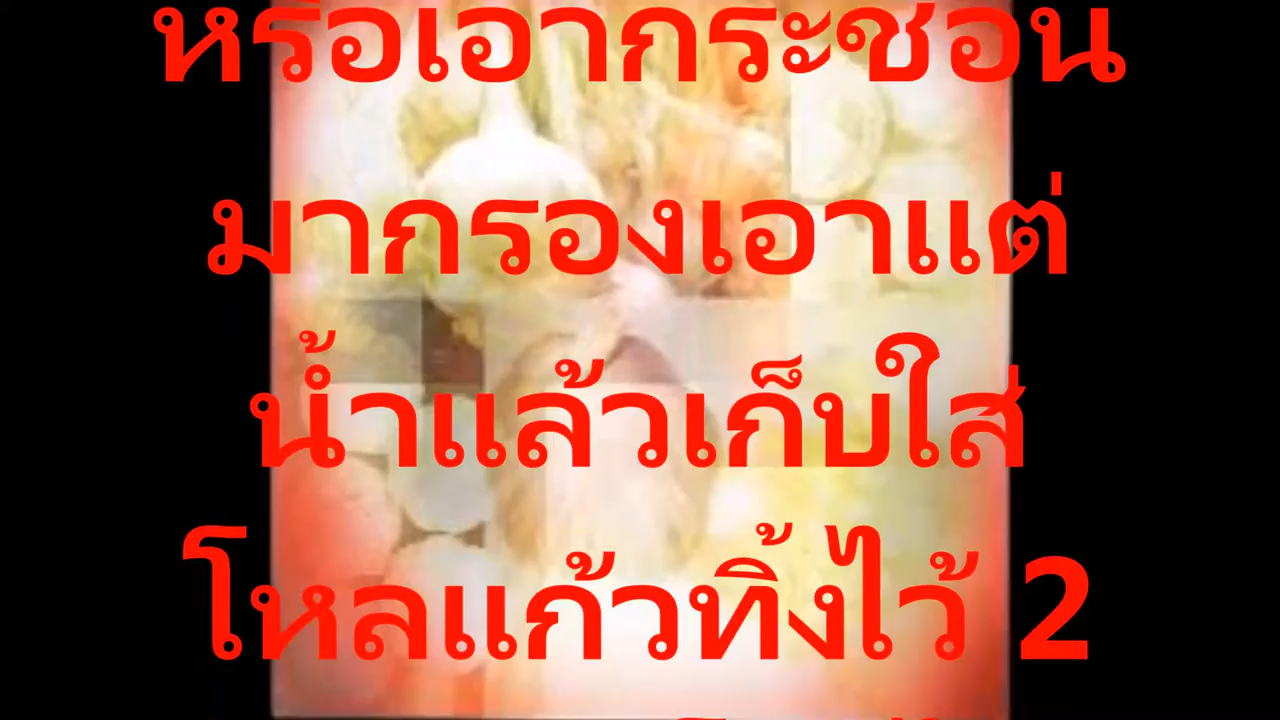 หรือเอากระชอน
มากรองเอาแต่
น้ำแล้วเก็บใส่
โหลแก้วทิ้งไว้ 2